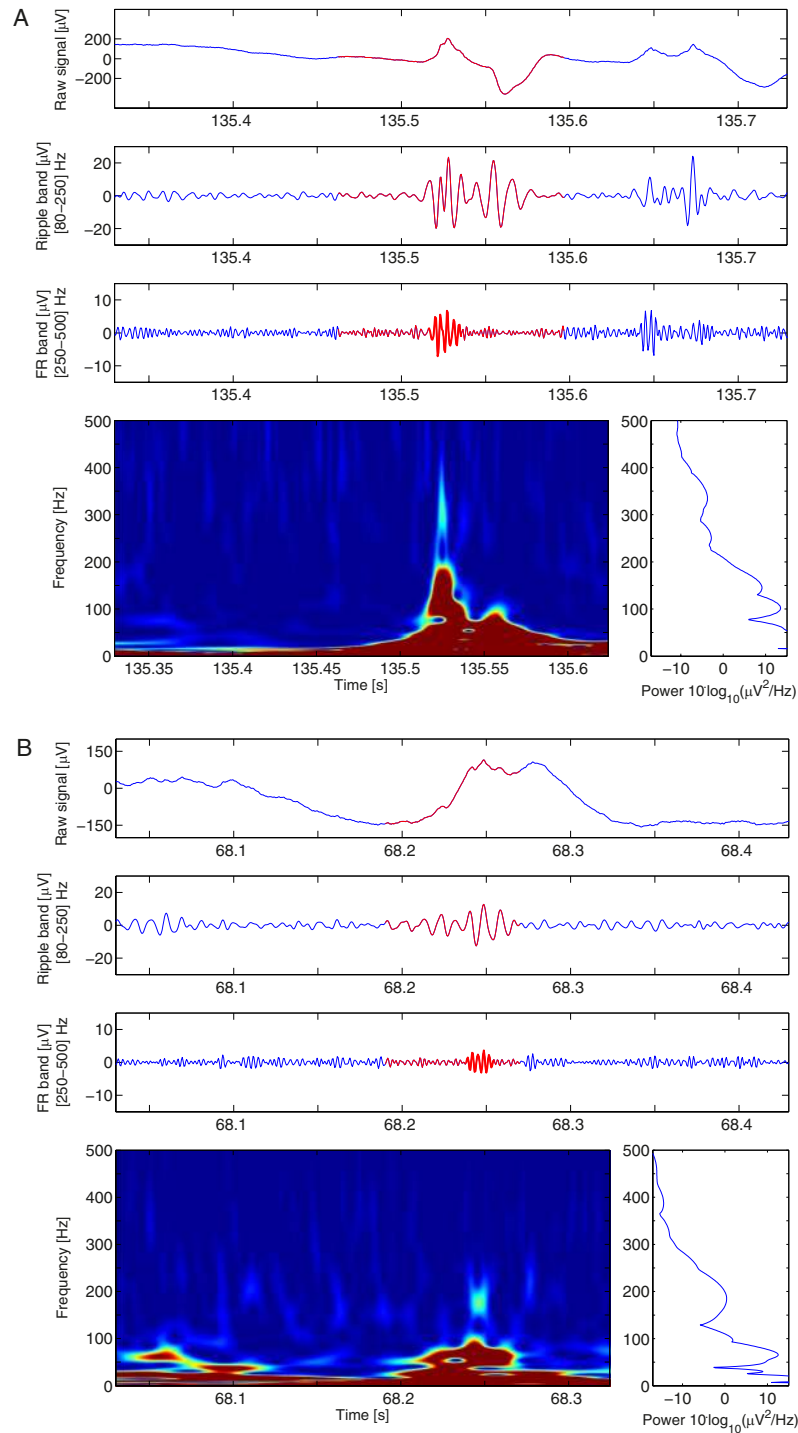 A
Raw signal [μV]
200
0
−200
135.4 135.5 135.6 135.7
Ripple band [μV]
[80−250] Hz
20
0
−20
135.4 135.5 135.6 135.7
FR band [μV]
[250−500] Hz
10
0
−10
135.4 135.5 135.6 135.7
Frequency [Hz]
500
400
300
200
100
0
135.35 135.4 135.45 135.5 135.55 135.6
Time [s]
500
400
300
200
100
0
−10 0 10
Power 10·log10(μV²/Hz)
B
Raw signal [μV]
150
0
−150
68.1 68.2 68.3 68.4
Ripple band [μV]
[80−250] Hz
20
0
−20
68.1 68.2 68.3 68.4
FR band [μV]
[250−500] Hz
10
0
−10
68.1 68.2 68.3 68.4
Frequency [Hz]
500
400
300
200
100
0
68.1 68.2 68.3
Time [s]
500
400
300
200
100
0
−10 0 10
Power 10·log10(μV²/Hz)